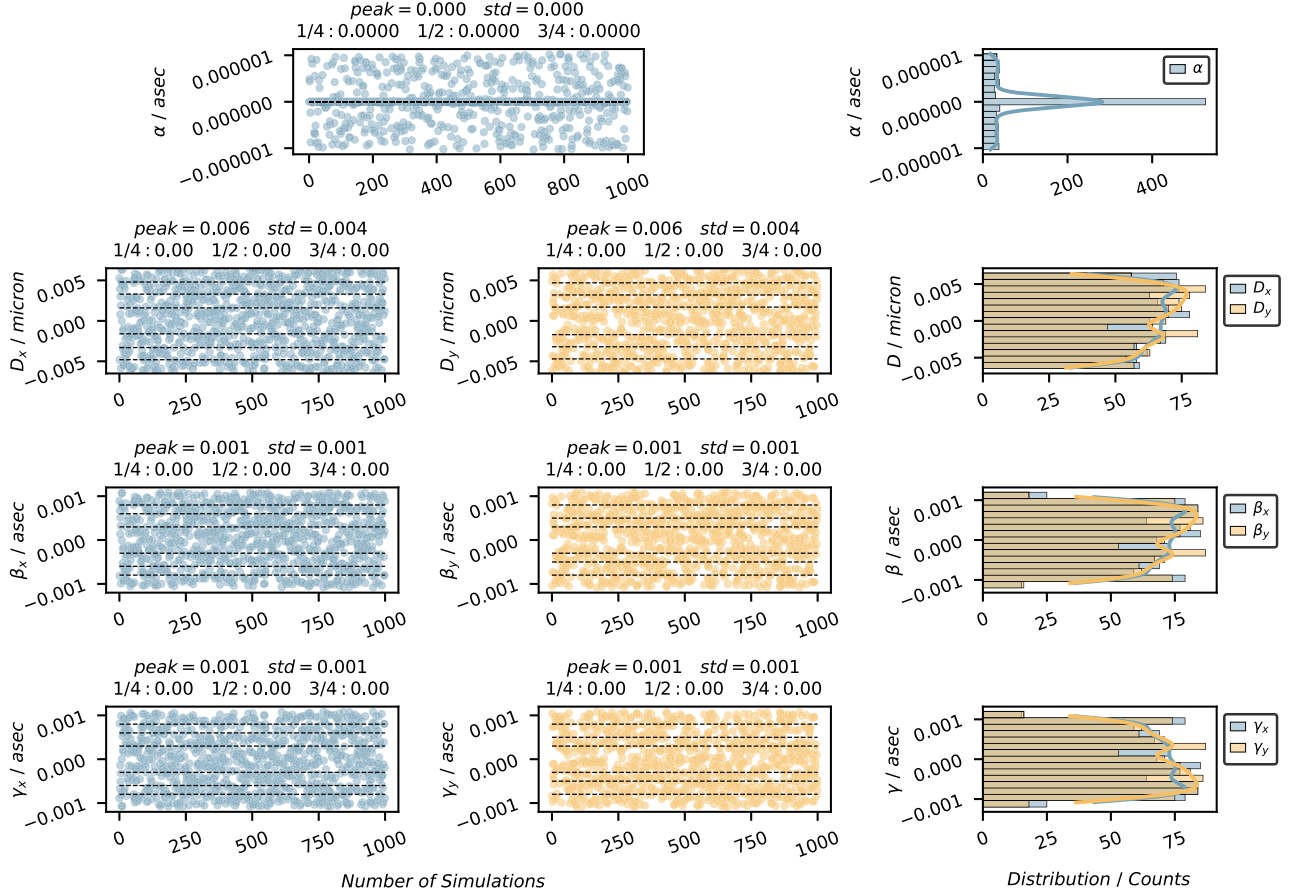 peak = 0.000 std = 0.000
1/4 : 0.0000 1/2 : 0.0000 3/4 : 0.0000
α / asec
0.000001
0.000000
−0.000001
0 200 400 600 800 1000
α / asec
0.000001
0.000000
−0.000001
α
0 200 400
peak = 0.006 std = 0.004
1/4 : 0.00 1/2 : 0.00 3/4 : 0.00
Dx / micron
0.005
0.000
−0.005
0 250 500 750 1000
peak = 0.006 std = 0.004
1/4 : 0.00 1/2 : 0.00 3/4 : 0.00
Dy / micron
0.005
0.000
−0.005
0 250 500 750 1000
D / micron
0.005
0.000
−0.005
Dx
Dy
0 25 50 75
peak = 0.001 std = 0.001
1/4 : 0.00 1/2 : 0.00 3/4 : 0.00
βx / asec
0.001
0.000
−0.001
0 250 500 750 1000
peak = 0.001 std = 0.001
1/4 : 0.00 1/2 : 0.00 3/4 : 0.00
βy / asec
0.001
0.000
−0.001
0 250 500 750 1000
β / asec
0.001
0.000
−0.001
βx
βy
0 25 50 75
peak = 0.001 std = 0.001
1/4 : 0.00 1/2 : 0.00 3/4 : 0.00
γx / asec
0.001
0.000
−0.001
0 250 500 750 1000
peak = 0.001 std = 0.001
1/4 : 0.00 1/2 : 0.00 3/4 : 0.00
γy / asec
0.001
0.000
−0.001
0 250 500 750 1000
γ / asec
0.001
0.000
−0.001
γx
γy
0 25 50 75
Number of Simulations
Distribution / Counts